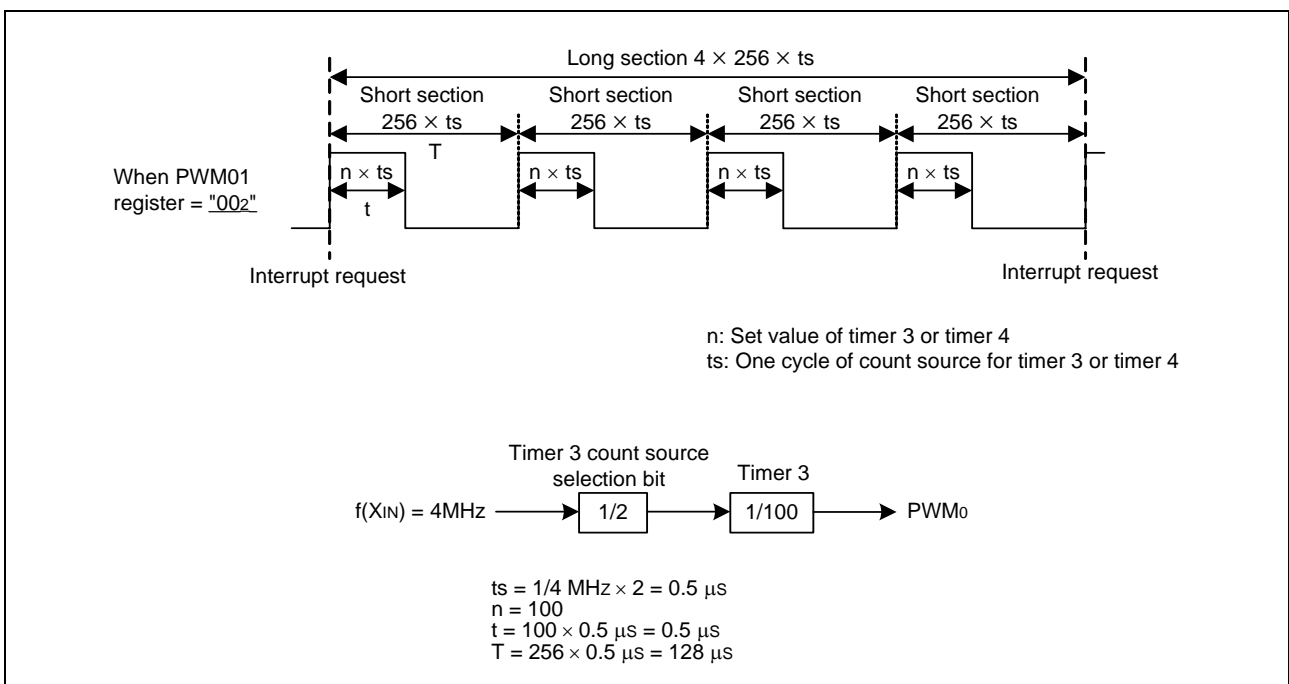 Long section 4 × 256 × ts
Short section Short section Short section Short section
256 × ts 256 × ts 256 × ts 256 × ts
T
When PWM01
register = "002"
n × ts n × ts n × ts n × ts
t
Interrupt request Interrupt request
n: Set value of timer 3 or timer 4
ts: One cycle of count source for timer 3 or timer 4
Timer 3 count source
selection bit
Timer 3
f(XIN) = 4MHz 1/2 1/100 PWM0
ts = 1/4 MHz × 2 = 0.5 μs
n = 100
t = 100 × 0.5 μs = 0.5 μs
T = 256 × 0.5 μs = 128 μs